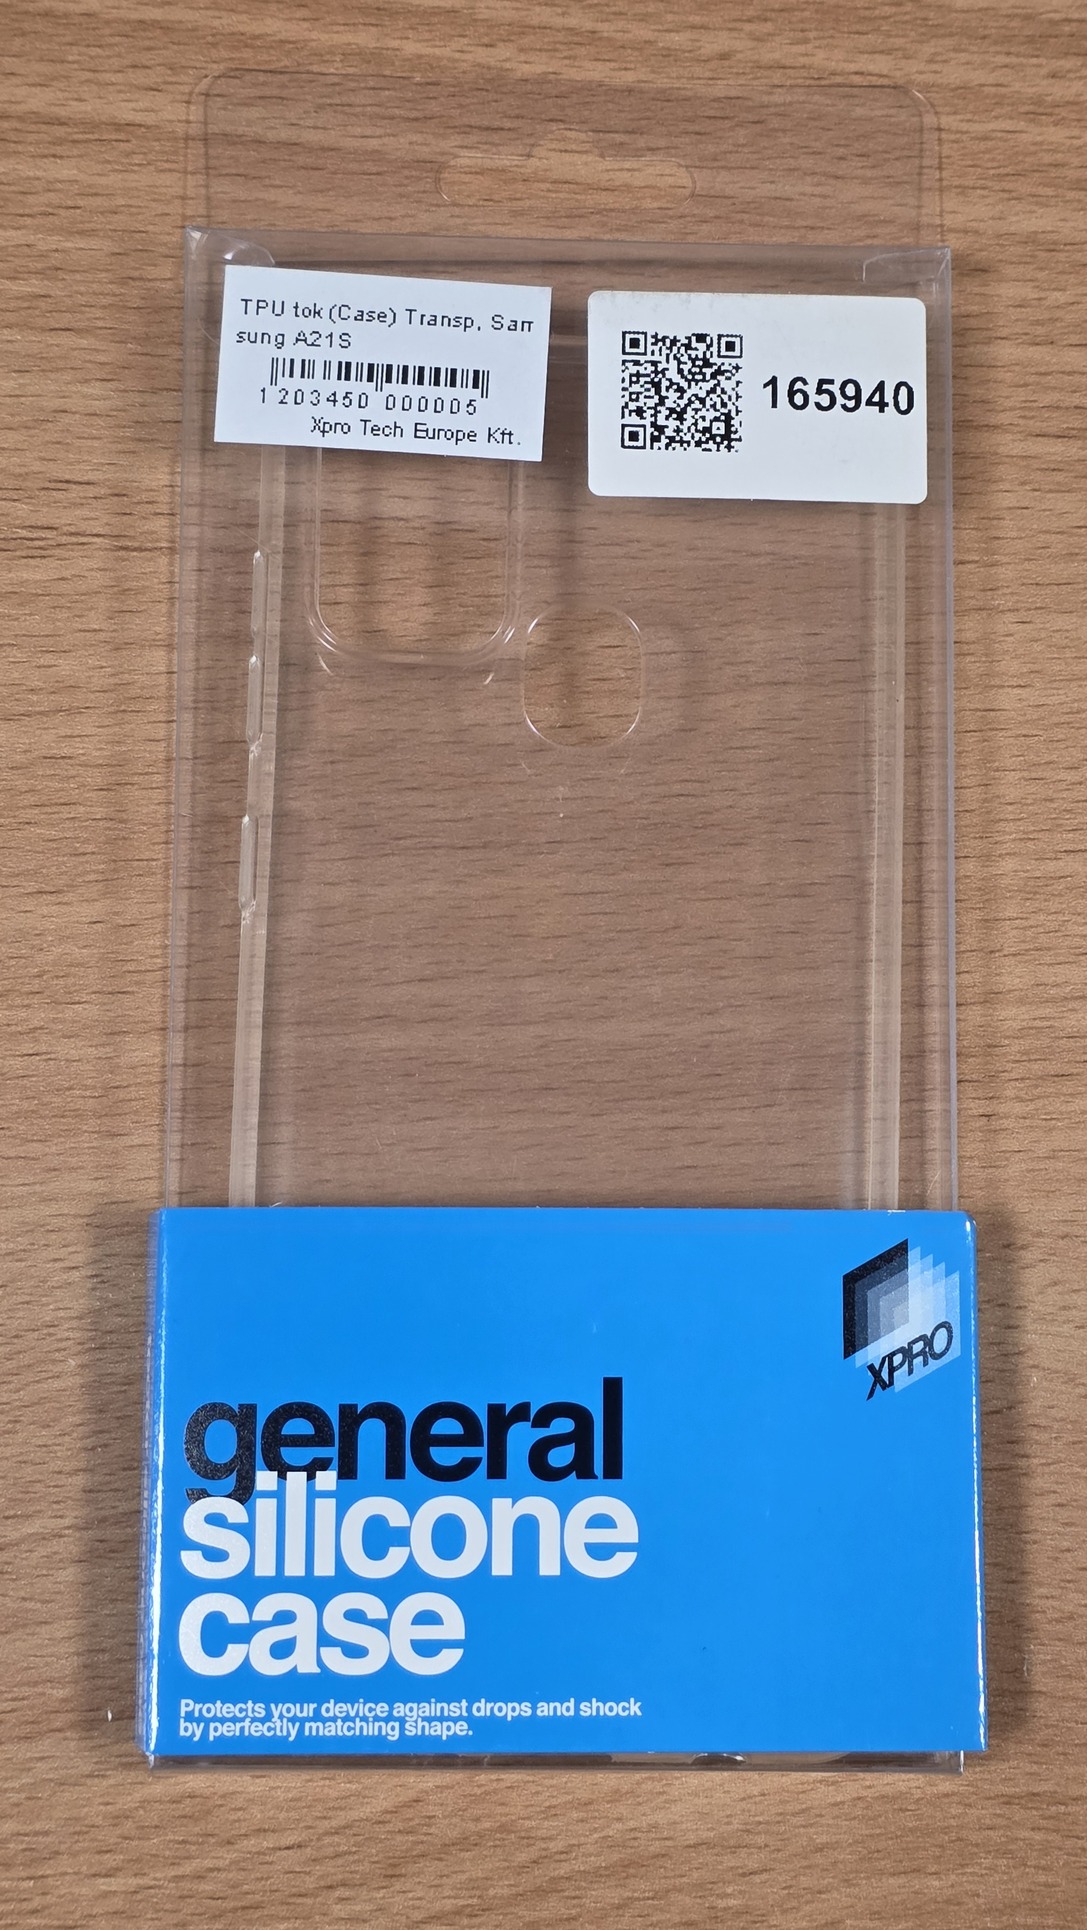 TPU tok (Case) Transp. Sam
sung A21S
1 203450 000005
Xpro Tech Europe Kft.
165940
XPRO
general
silicone
case
Protects your device against drops and shock
by perfectly matching shape.